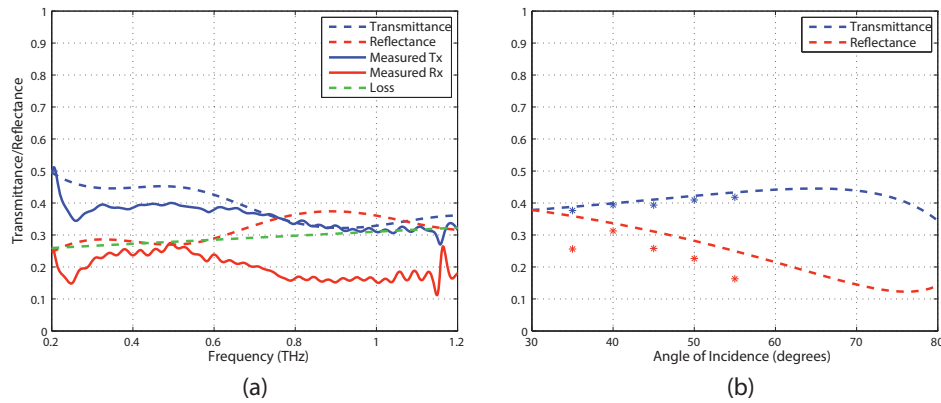 Transmittance/Reflectance
1
0.9
0.8
0.7
0.6
0.5
0.4
0.3
0.2
0.1
0
0.2 0.4 0.6 0.8 1 1.2
Frequency (THz)
Transmittance
Reflectance
Measured Tx
Measured Rx
Loss
(a)
1
0.9
0.8
0.7
0.6
0.5
0.4
0.3
0.2
0.1
0
30 40 50 60 70 80
Angle of Incidence (degrees)
Transmittance
Reflectance
(b)